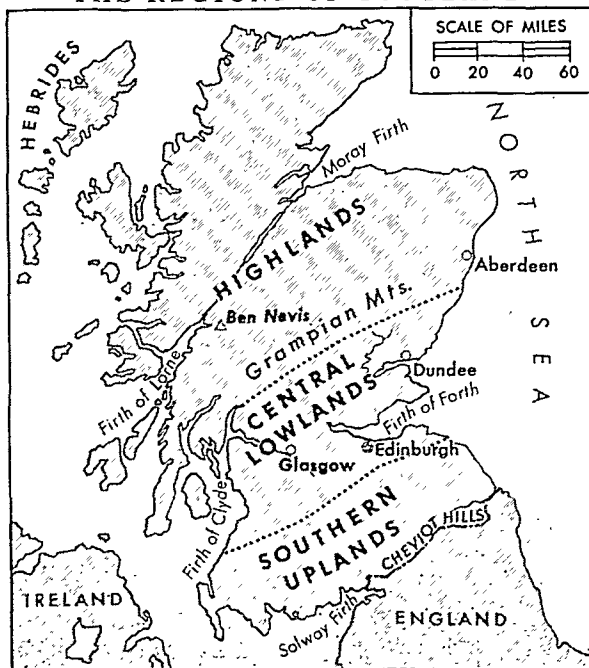 SCALE OF MILES
0 20 40 60
HEBRIDES
NORTH SEA
Moray Firth
HIGHLANDS
Aberdeen
Ben Nevis
Grampian Mts.
Firth of Lorne
CENTRAL
LOWLANDS
Dundee
Firth of Forth
Edinburgh
Glasgow
Firth of Clyde
SOUTHERN
UPLANDS
CHEVIOT HILLS
IRELAND
Solway Firth
ENGLAND